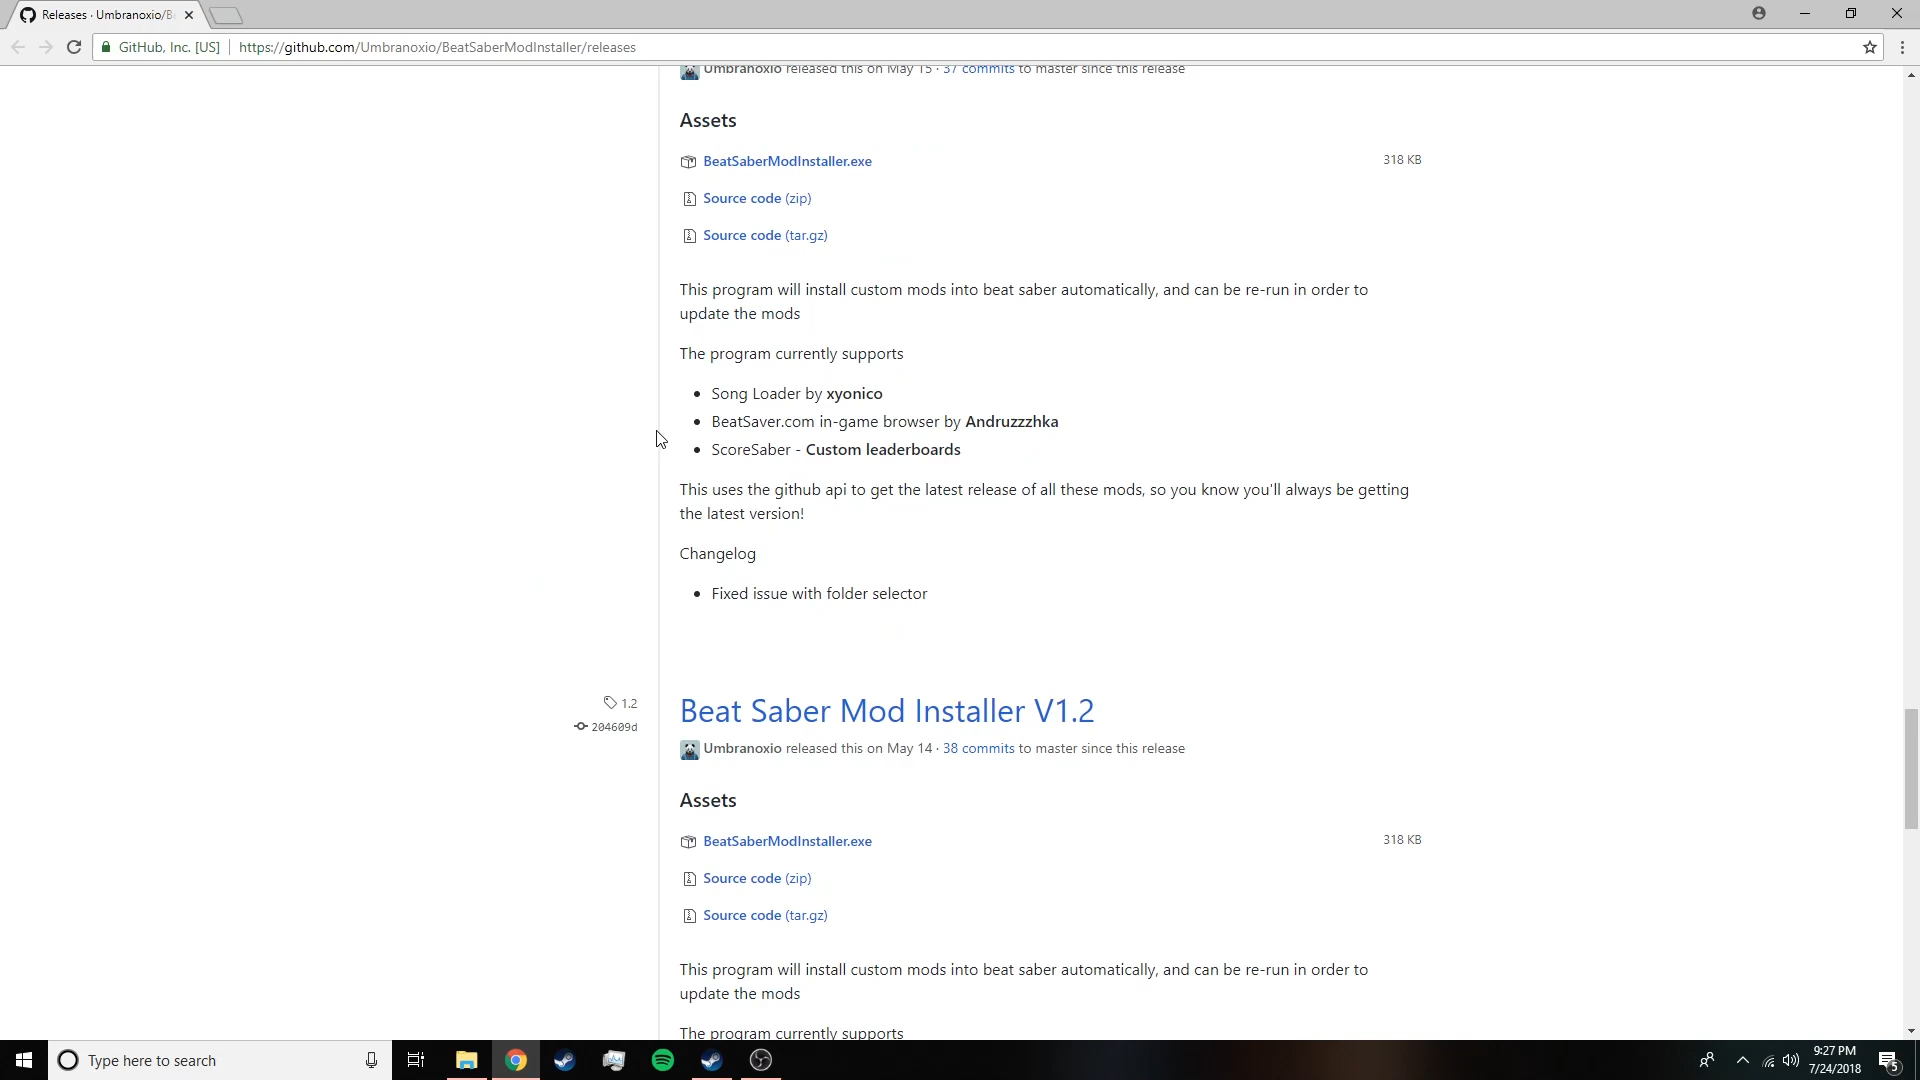 Releases · Umbranoxio/Be
GitHub, Inc. [US]
https://github.com/Umbranoxio/BeatSaberModInstaller/releases
Umbranoxio released this on May 15 · 37 commits to master since this release
Assets
BeatSaberModInstaller.exe
318 KB
Source code (zip)
Source code (tar.gz)
This program will install custom mods into beat saber automatically, and can be re-run in order to
update the mods
The program currently supports
• Song Loader by xyonico
• BeatSaver.com in-game browser by Andruzzzhka
• ScoreSaber - Custom leaderboards
This uses the github api to get the latest release of all these mods, so you know you'll always be getting
the latest version!
Changelog
• Fixed issue with folder selector
1.2
204609d
Beat Saber Mod Installer V1.2
Umbranoxio released this on May 14 · 38 commits to master since this release
Assets
BeatSaberModInstaller.exe
318 KB
Source code (zip)
Source code (tar.gz)
This program will install custom mods into beat saber automatically, and can be re-run in order to
update the mods
The program currently supports
Type here to search
9:27 PM
7/24/2018
5